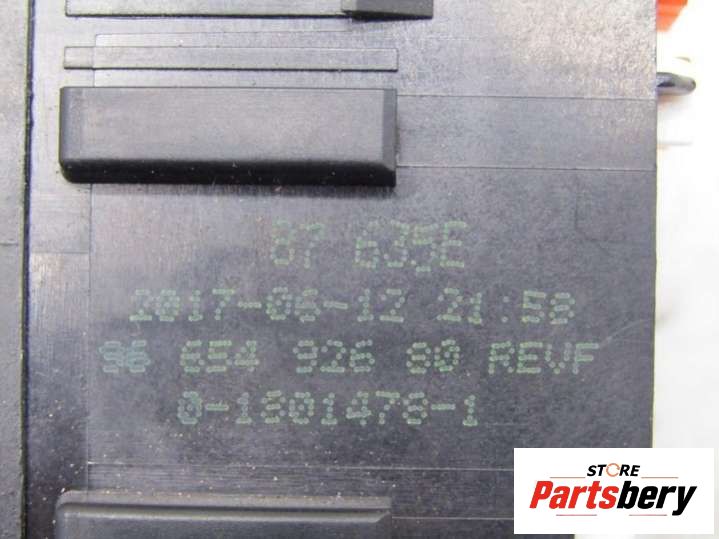 87 635E
2017-06-12 21:58
96 654 926 80 REVF
0-1801478-1
STORE
Partsbery